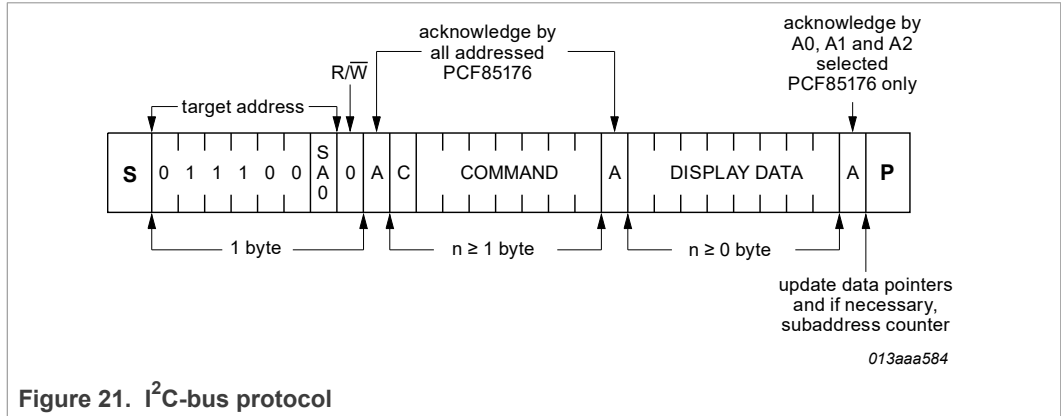 acknowledge by
all addressed
PCF85176
acknowledge by
A0, A1 and A2
selected
PCF85176 only
R/W̅
target address
S 0 1 1 1 0 0 SA0 0 A C COMMAND A DISPLAY DATA A P
1 byte
n ≥ 1 byte
n ≥ 0 byte
update data pointers
and if necessary,
subaddress counter
013aaa584
Figure 21. I²C-bus protocol